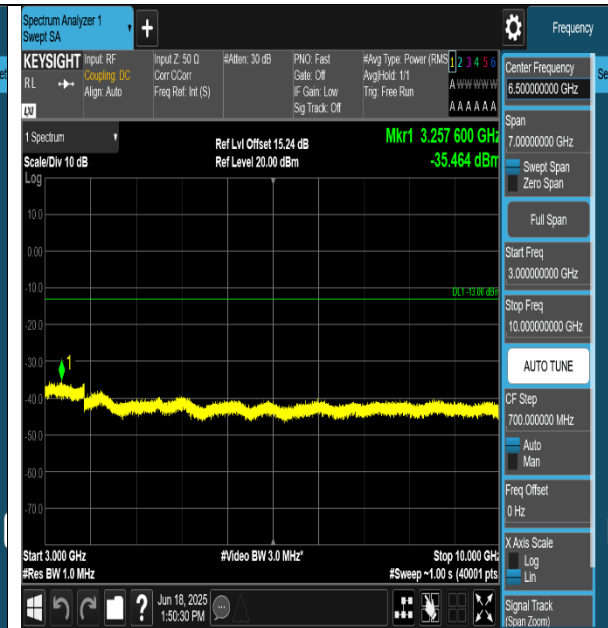 Spectrum Analyzer 1
Swept SA
+
Frequency
KEYSIGHT
RL
LXI
Input: RF
Coupling: DC
Align: Auto
Input Z: 50 Ω
Corr CCorr
Freq Ref: Int (S)
#Atten: 30 dB
PNO: Fast
Gate: Off
IF Gain: Low
Sig Track: Off
#Avg Type: Power (RMS
Avg|Hold: 1/1
Trig: Free Run
1 2 3 4 5 6
A W W W W W
A A A A A A
1 Spectrum
Scale/Div 10 dB
Log
Ref Lvl Offset 15.24 dB
Ref Level 20.00 dBm
Mkr1 3.257 600 GHz
-35.464 dBm
10.0
0.00
-10.0
-20.0
-30.0
-40.0
-50.0
-60.0
-70.0
DL1 -13.00 dBm
1
Start 3.000 GHz
#Res BW 1.0 MHz
#Video BW 3.0 MHz*
Stop 10.000 GHz
#Sweep ~1.00 s (40001 pts
?
Jun 18, 2025
1:50:30 PM
Center Frequency
6.500000000 GHz
Span
7.00000000 GHz
Swept Span
Zero Span
Full Span
Start Freq
3.000000000 GHz
Stop Freq
10.000000000 GHz
AUTO TUNE
CF Step
700.000000 MHz
Auto
Man
Freq Offset
0 Hz
X Axis Scale
Log
Lin
Signal Track
(Span Zoom)